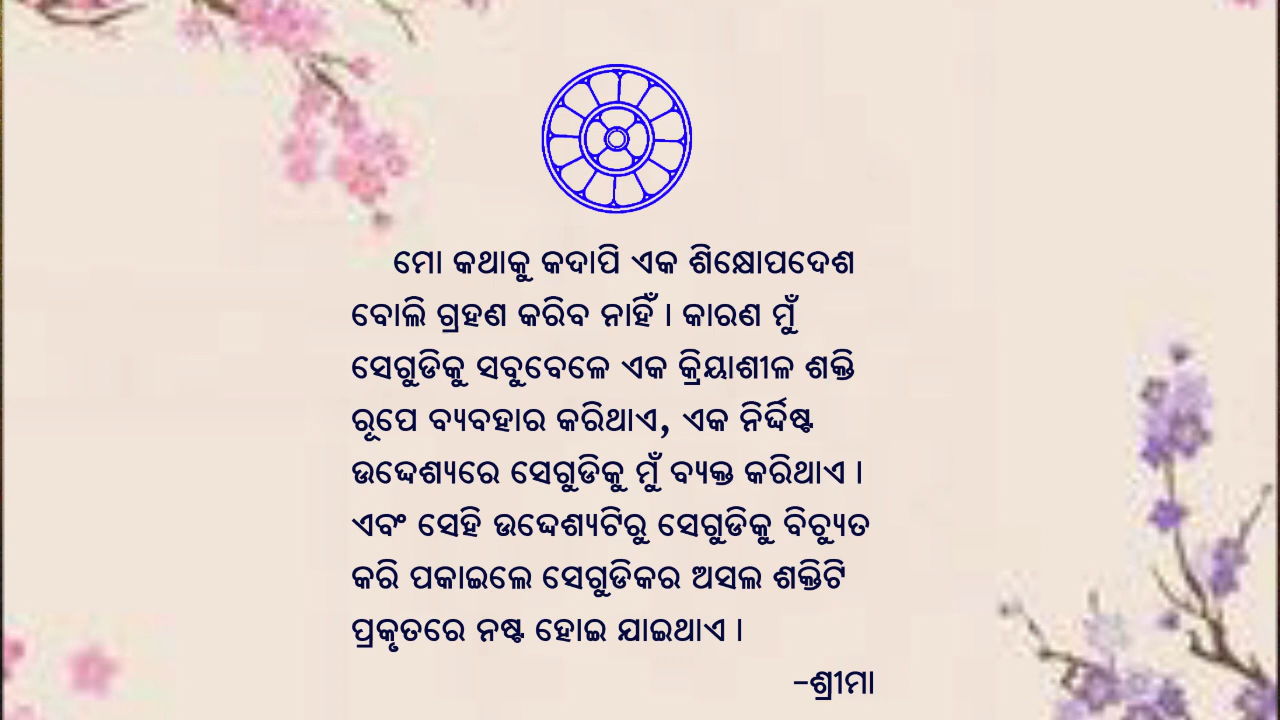 ମୋ କଥାକୁ କଦାପି ଏକ ଶିକ୍ଷୋପଦେଶ
ବୋଲି ଗ୍ରହଣ କରିବ ନାହିଁ । କାରଣ ମୁଁ
ସେଗୁଡିକୁ ସବୁବେଳେ ଏକ କ୍ରିୟାଶୀଳ ଶକ୍ତି
ରୂପେ ବ୍ୟବହାର କରିଥାଏ, ଏକ ନିର୍ଦ୍ଦିଷ୍ଟ
ଉଦ୍ଦେଶ୍ୟରେ ସେଗୁଡିକୁ ମୁଁ ବ୍ୟକ୍ତ କରିଥାଏ ।
ଏବଂ ସେହି ଉଦ୍ଦେଶ୍ୟଟିରୁ ସେଗୁଡିକୁ ବିଚ୍ୟୁତ
କରି ପକାଇଲେ ସେଗୁଡିକର ଅସଲ ଶକ୍ତିଟି
ପ୍ରକୃତରେ ନଷ୍ଟ ହୋଇ ଯାଇଥାଏ ।
-ଶ୍ରୀମା